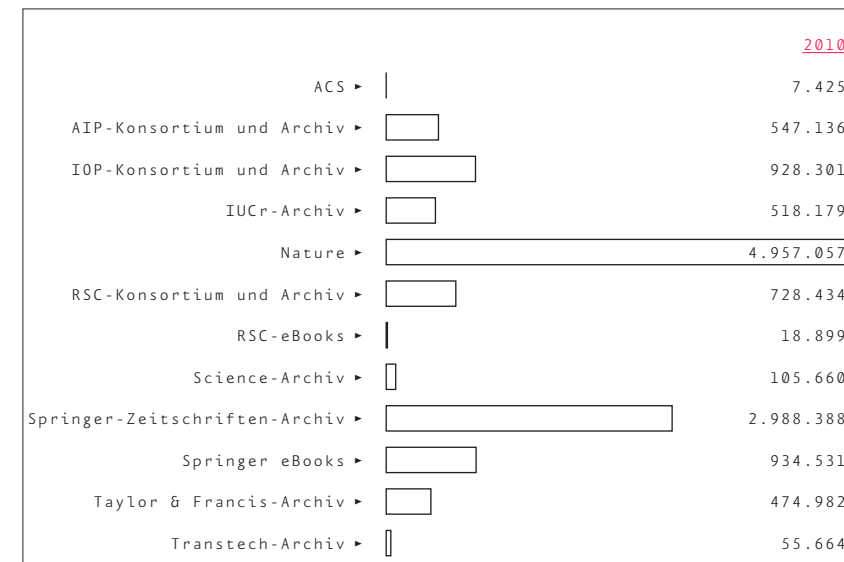 2010
ACS ► 7.425
AIP-Konsortium und Archiv ► 547.136
IOP-Konsortium und Archiv ► 928.301
IUCr-Archiv ► 518.179
Nature ► 4.957.057
RSC-Konsortium und Archiv ► 728.434
RSC-eBooks ► 18.899
Science-Archiv ► 105.660
Springer-Zeitschriften-Archiv ► 2.988.388
Springer eBooks ► 934.531
Taylor & Francis-Archiv ► 474.982
Transtech-Archiv ► 55.664